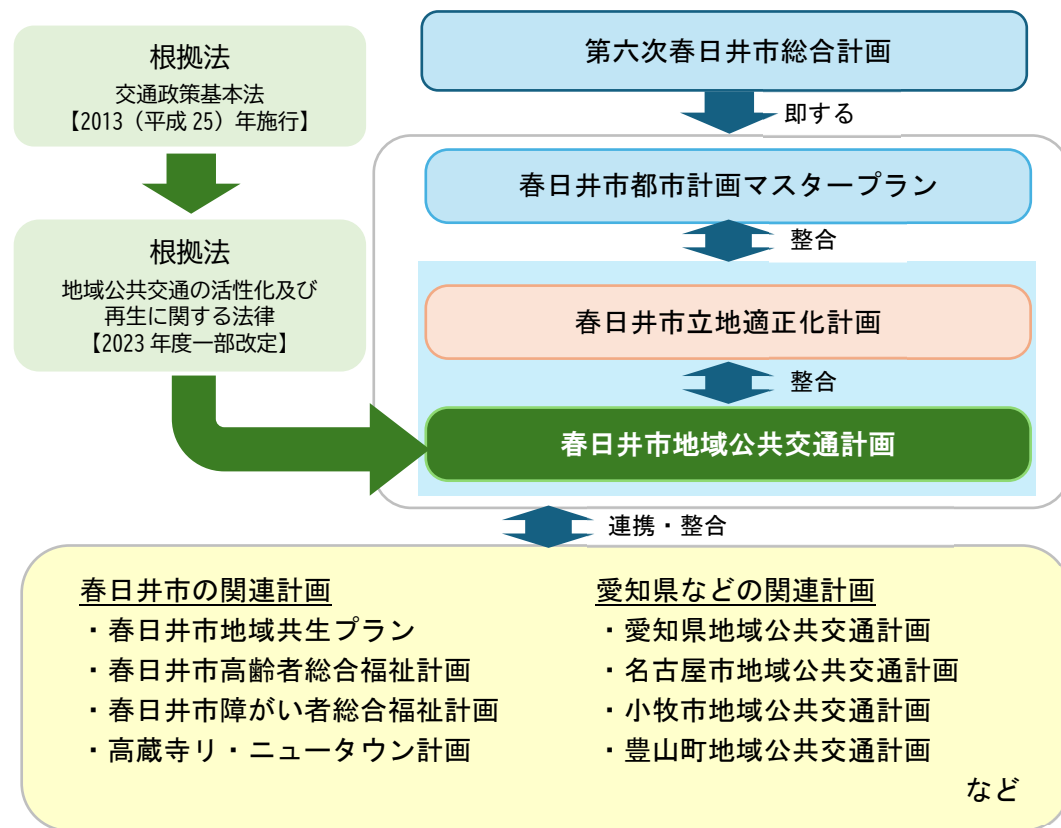 根拠法
交通政策基本法
【2013（平成 25）年施行】
根拠法
地域公共交通の活性化及び
再生に関する法律
【2023 年度一部改定】
第六次春日井市総合計画
即する
春日井市都市計画マスタープラン
整合
春日井市立地適正化計画
整合
春日井市地域公共交通計画
連携・整合
春日井市の関連計画
・春日井市地域共生プラン
・春日井市高齢者総合福祉計画
・春日井市障がい者総合福祉計画
・高蔵寺リ・ニュータウン計画
愛知県などの関連計画
・愛知県地域公共交通計画
・名古屋市地域公共交通計画
・小牧市地域公共交通計画
・豊山町地域公共交通計画
など